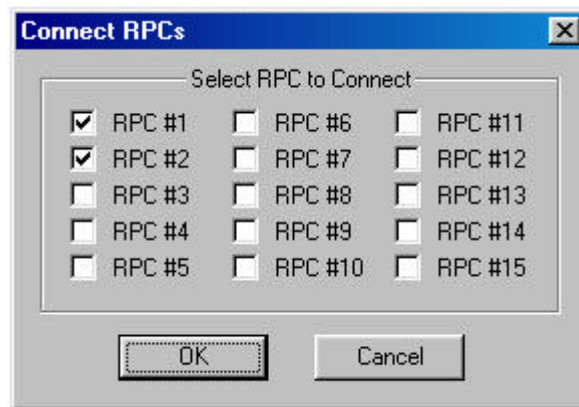 Connect RPCs
Select RPC to Connect
RPC #1 RPC #6 RPC #11
RPC #2 RPC #7 RPC #12
RPC #3 RPC #8 RPC #13
RPC #4 RPC #9 RPC #14
RPC #5 RPC #10 RPC #15
OK Cancel